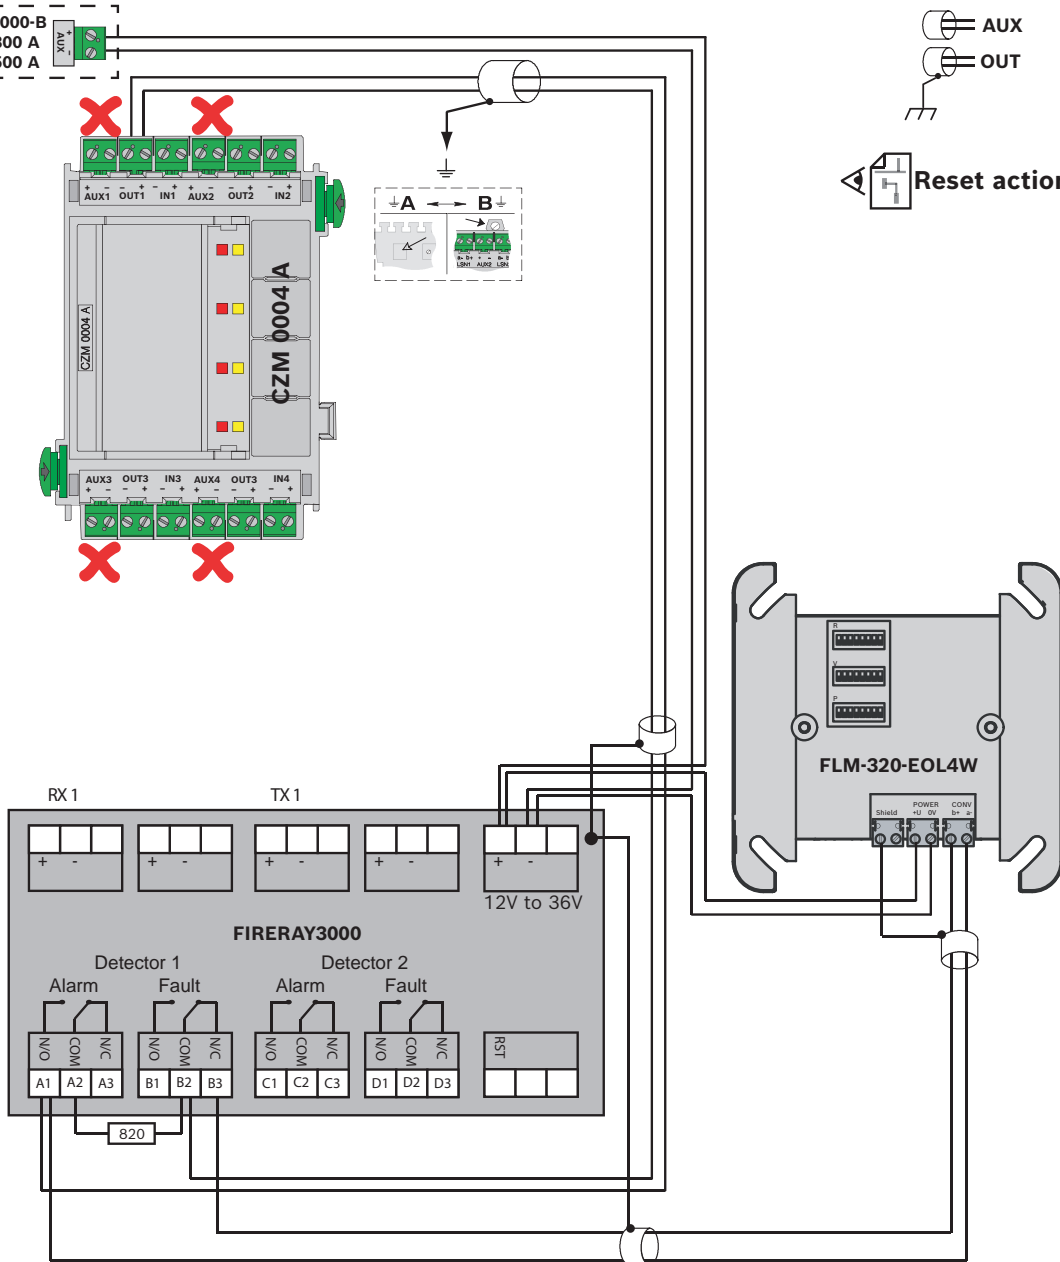 000-B
300 A
500 A
AUX
+
-
AUX
OUT
Reset action
+ - - + - + + - - + - +
AUX1 OUT1 IN1 AUX2 OUT2 IN2
A B
a- b+ + - a- b
LSN1 AUX2 LSN
CZM 0004 A
CZM 0004 A
AUX3 OUT3 IN3 AUX4 OUT3 IN4
+ - - + - + + - - + - +
R
V
P
FLM-320-EOL4W
Shield POWER CONV
+U 0V b+ a-
RX 1 TX 1
+ - + - + - + - + -
12V to 36V
FIRERAY3000
Detector 1 Detector 2
Alarm Fault Alarm Fault
N/O COM N/C N/O COM N/C N/O COM N/C N/O COM N/C RST
A1 A2 A3 B1 B2 B3 C1 C2 C3 D1 D2 D3
820